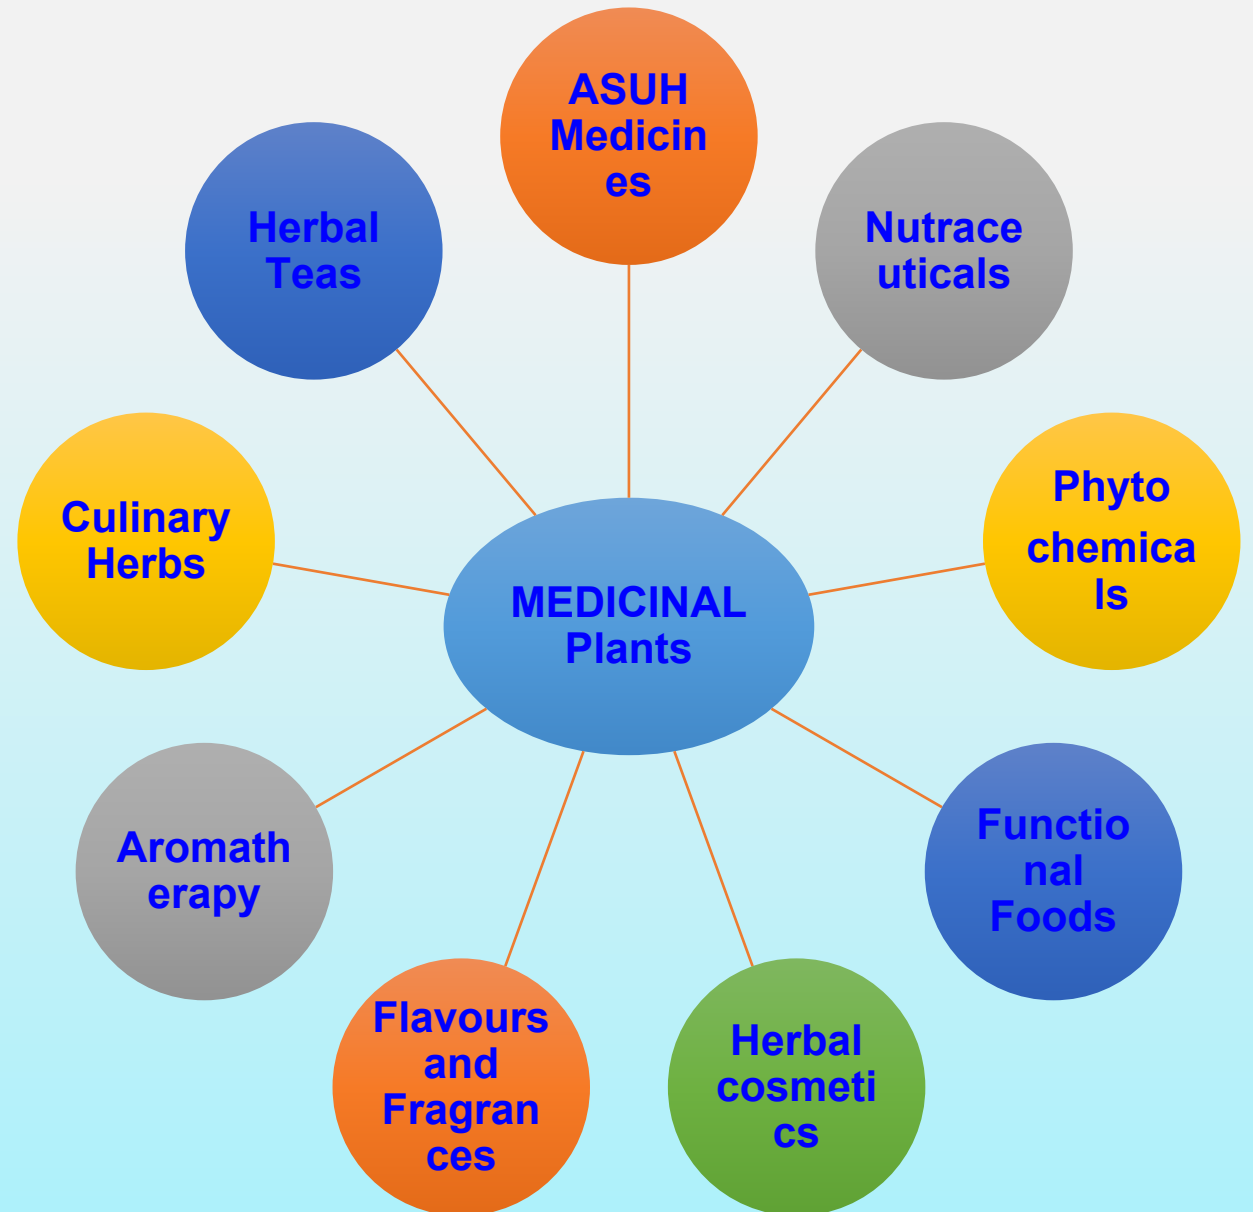 ASUH
Medicin
es
Nutrace
uticals
Phyto
chemica
ls
Functio
nal
Foods
Herbal
cosmeti
cs
Flavours
and
Fragran
ces
Aromath
erapy
Culinary
Herbs
Herbal
Teas
MEDICINAL
Plants